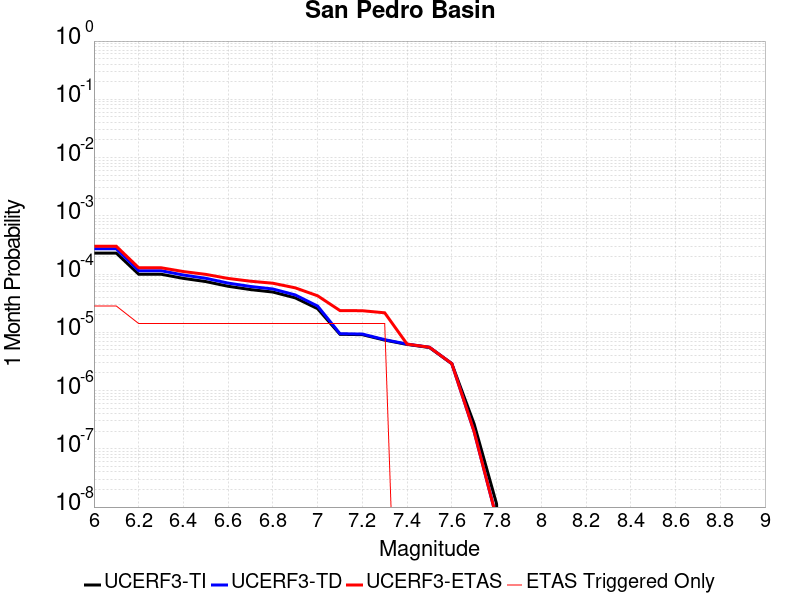 San Pedro Basin
10^0
10^-1
10^-2
10^-3
10^-4
10^-5
10^-6
10^-7
10^-8
1 Month Probability
6 6.2 6.4 6.6 6.8 7 7.2 7.4 7.6 7.8 8 8.2 8.4 8.6 8.8 9
Magnitude
UCERF3-TI UCERF3-TD UCERF3-ETAS ETAS Triggered Only